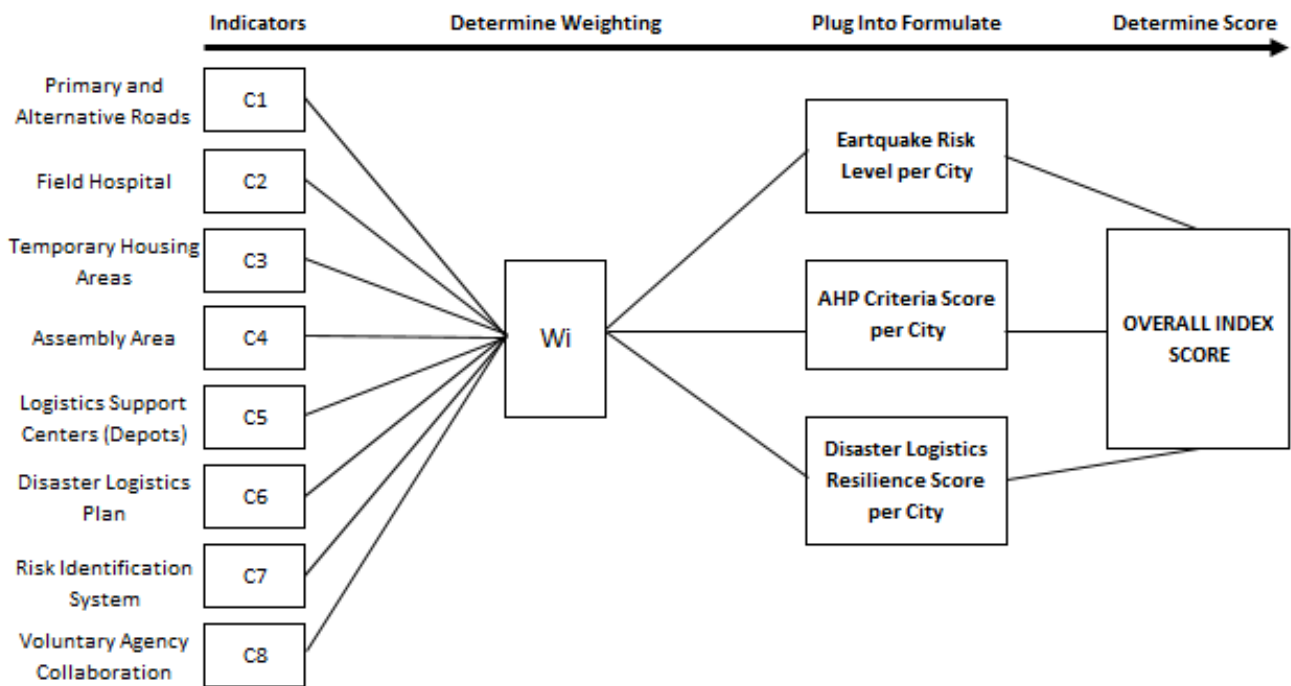 Indicators
Determine Weighting
Plug Into Formulate
Determine Score
Primary and
Alternative Roads
C1
Field Hospital
C2
Temporary Housing
Areas
C3
Assembly Area
C4
Logistics Support
Centers (Depots)
C5
Disaster Logistics
Plan
C6
Risk Identification
System
C7
Voluntary Agency
Collaboration
C8
Wi
Eartquake Risk
Level per City
AHP Criteria Score
per City
Disaster Logistics
Resilience Score
per City
OVERALL INDEX
SCORE